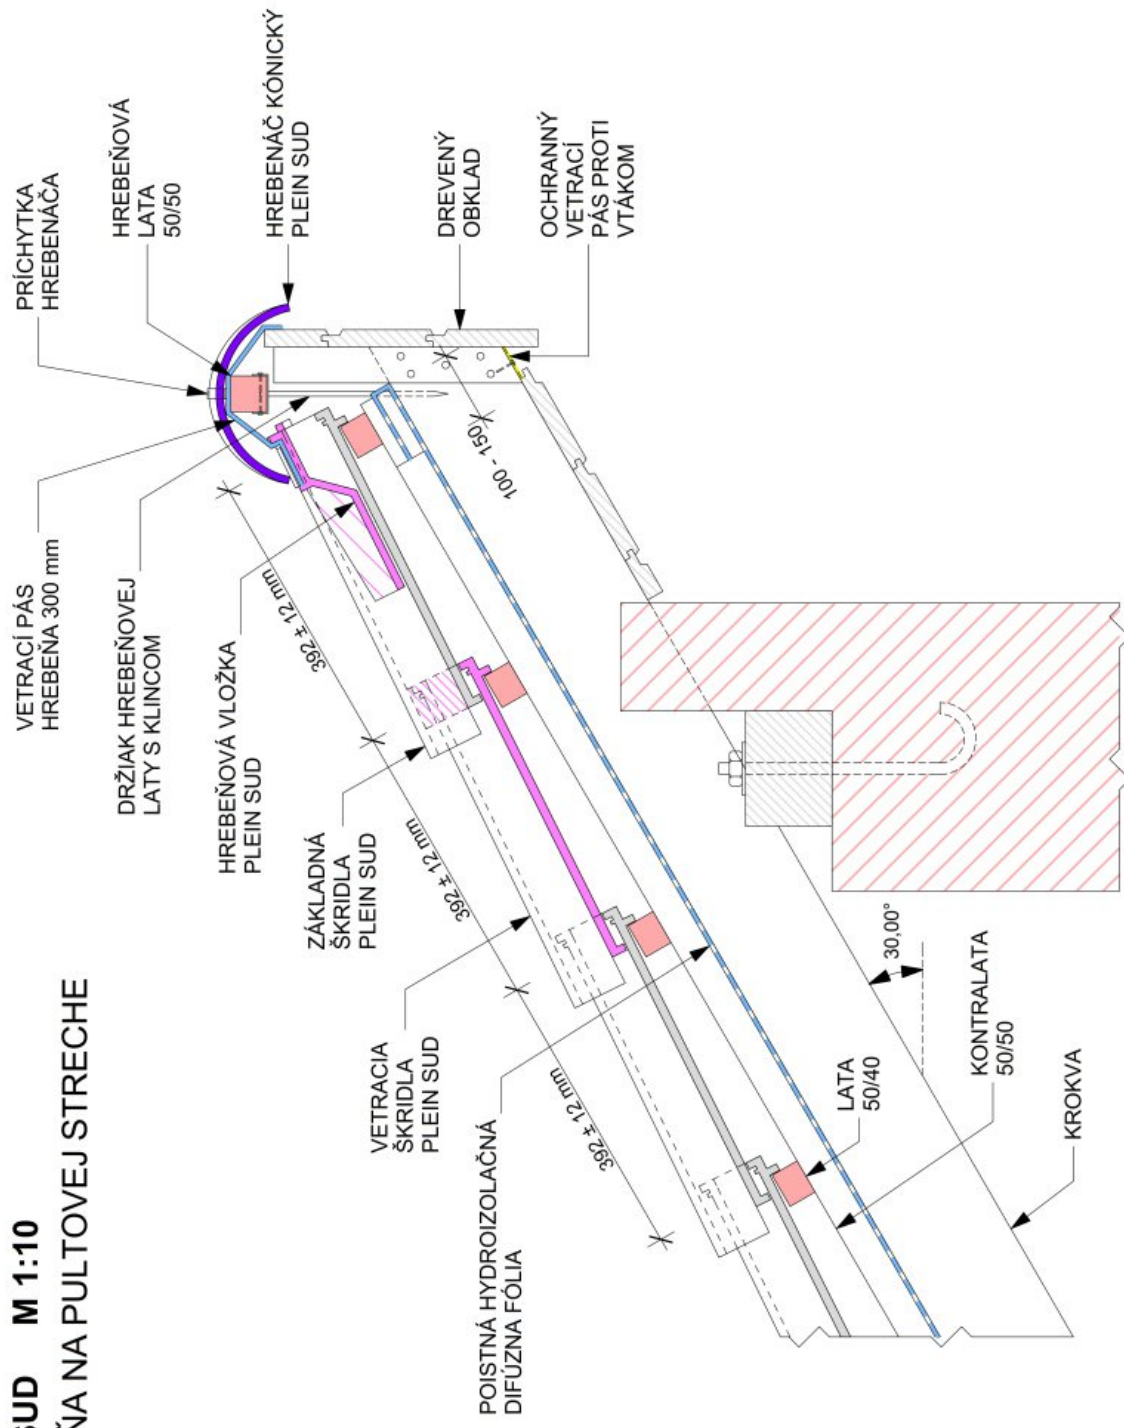 SUD M 1:10
ŇA NA PULTOVEJ STRECHE
PRÍCHYTKA
HREBENÁČA
HREBEŇOVÁ
LATA
50/50
HREBENÁČ KÓNICKÝ
PLEIN SUD
DREVENÝ
OBKLAD
OCHRANNÝ
VETRACÍ
PÁS PROTI
VTÁKOM
VETRACÍ PÁS
HREBEŇA 300 mm
DRŽIAK HREBEŇOVEJ
LATY S KLINCOM
HREBEŇOVÁ VLOŽKA
PLEIN SUD
ZÁKLADNÁ
ŠKRIDLA
PLEIN SUD
VETRACIA
ŠKRIDLA
PLEIN SUD
POISTNÁ HYDROIZOLAČNÁ
DIFÚZNA FÓLIA
392 ± 12 mm
392 ± 12 mm
392 ± 12 mm
100 - 150
30,00°
LATA
50/40
KONTRALATA
50/50
KROKVA